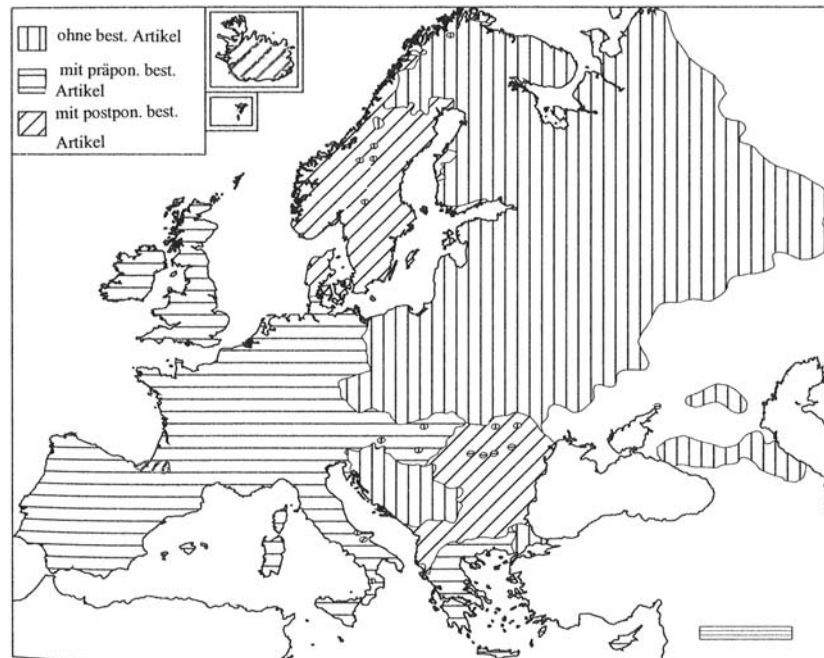 ohne best. Artikel
mit präpon. best.
Artikel
mit postpon. best.
Artikel